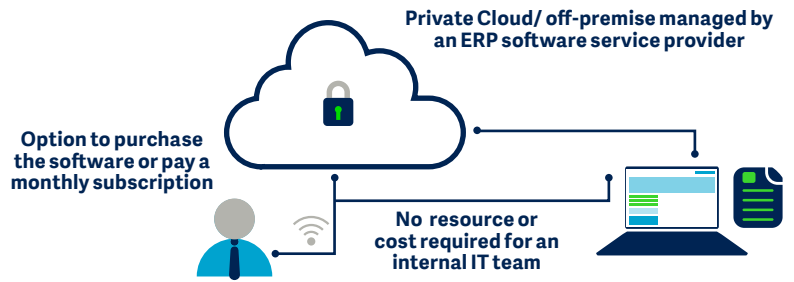 Private Cloud/ off-premise managed by
an ERP software service provider
Option to purchase
the software or pay a
monthly subscription
No resource or
cost required for an
internal IT team